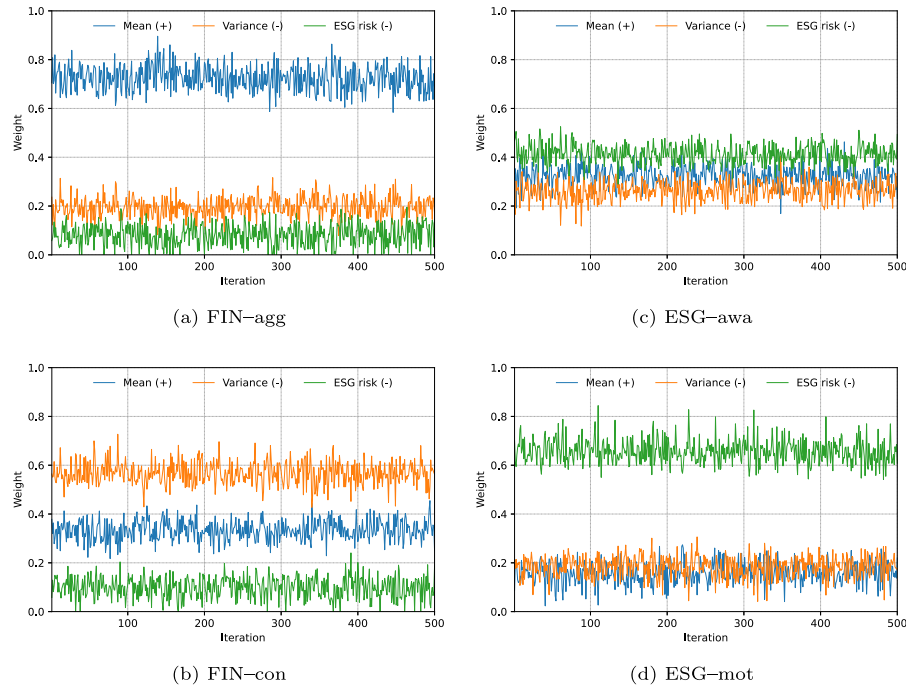 Mean (+) Variance (-) ESG risk (-)
1.0
0.8
0.6
0.4
0.2
0.0
Weight
100 200 300 400 500
Iteration
(a) FIN–agg
Mean (+) Variance (-) ESG risk (-)
1.0
0.8
0.6
0.4
0.2
0.0
Weight
100 200 300 400 500
Iteration
(c) ESG–awa
Mean (+) Variance (-) ESG risk (-)
1.0
0.8
0.6
0.4
0.2
0.0
Weight
100 200 300 400 500
Iteration
(b) FIN–con
Mean (+) Variance (-) ESG risk (-)
1.0
0.8
0.6
0.4
0.2
0.0
Weight
100 200 300 400 500
Iteration
(d) ESG–mot